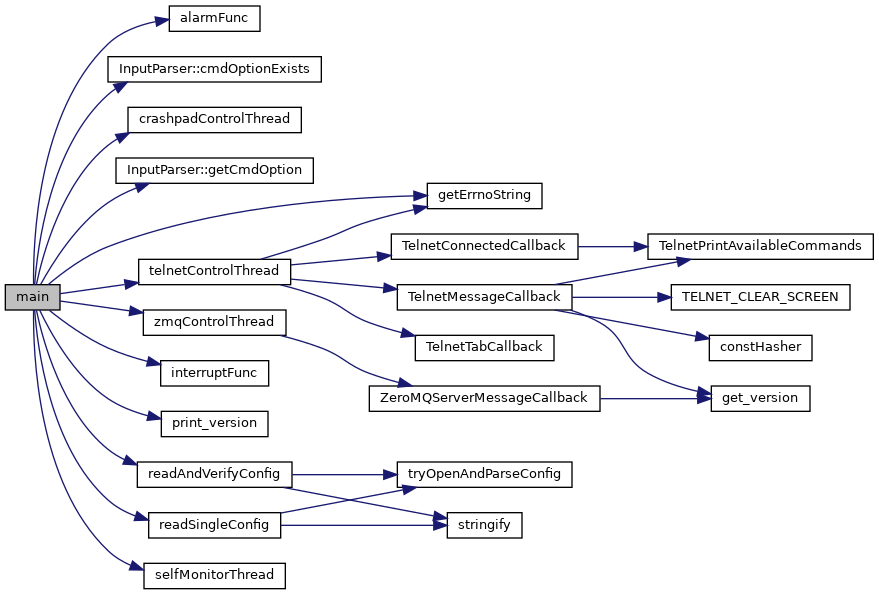 alarmFunc
InputParser::cmdOptionExists
crashpadControlThread
InputParser::getCmdOption
getErrnoString
TelnetConnectedCallback
TelnetPrintAvailableCommands
telnetControlThread
main
TelnetMessageCallback
TELNET_CLEAR_SCREEN
zmqControlThread
TelnetTabCallback
constHasher
interruptFunc
ZeroMQServerMessageCallback
get_version
print_version
readAndVerifyConfig
tryOpenAndParseConfig
readSingleConfig
stringify
selfMonitorThread